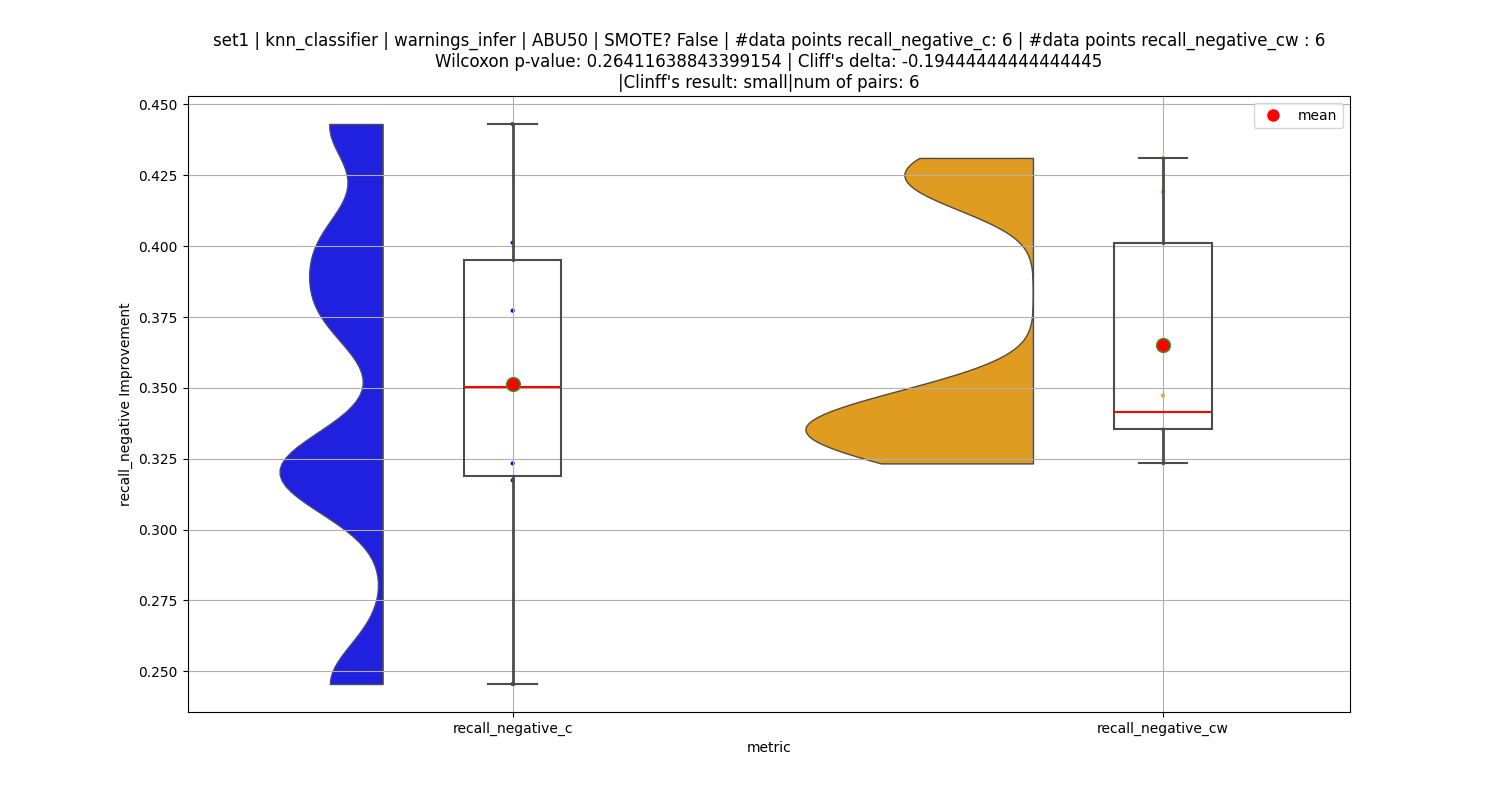 set1 | knn_classifier | warnings_infer | ABU50 | SMOTE? False | #data points recall_negative_c: 6 | #data points recall_negative_cw : 6
Wilcoxon p-value: 0.26411638843399154 | Cliff's delta: -0.19444444444444445
|Clinff's result: small|num of pairs: 6
mean
0.450
0.425
0.400
0.375
0.350
0.325
0.300
0.275
0.250
recall_negative Improvement
recall_negative_c
recall_negative_cw
metric